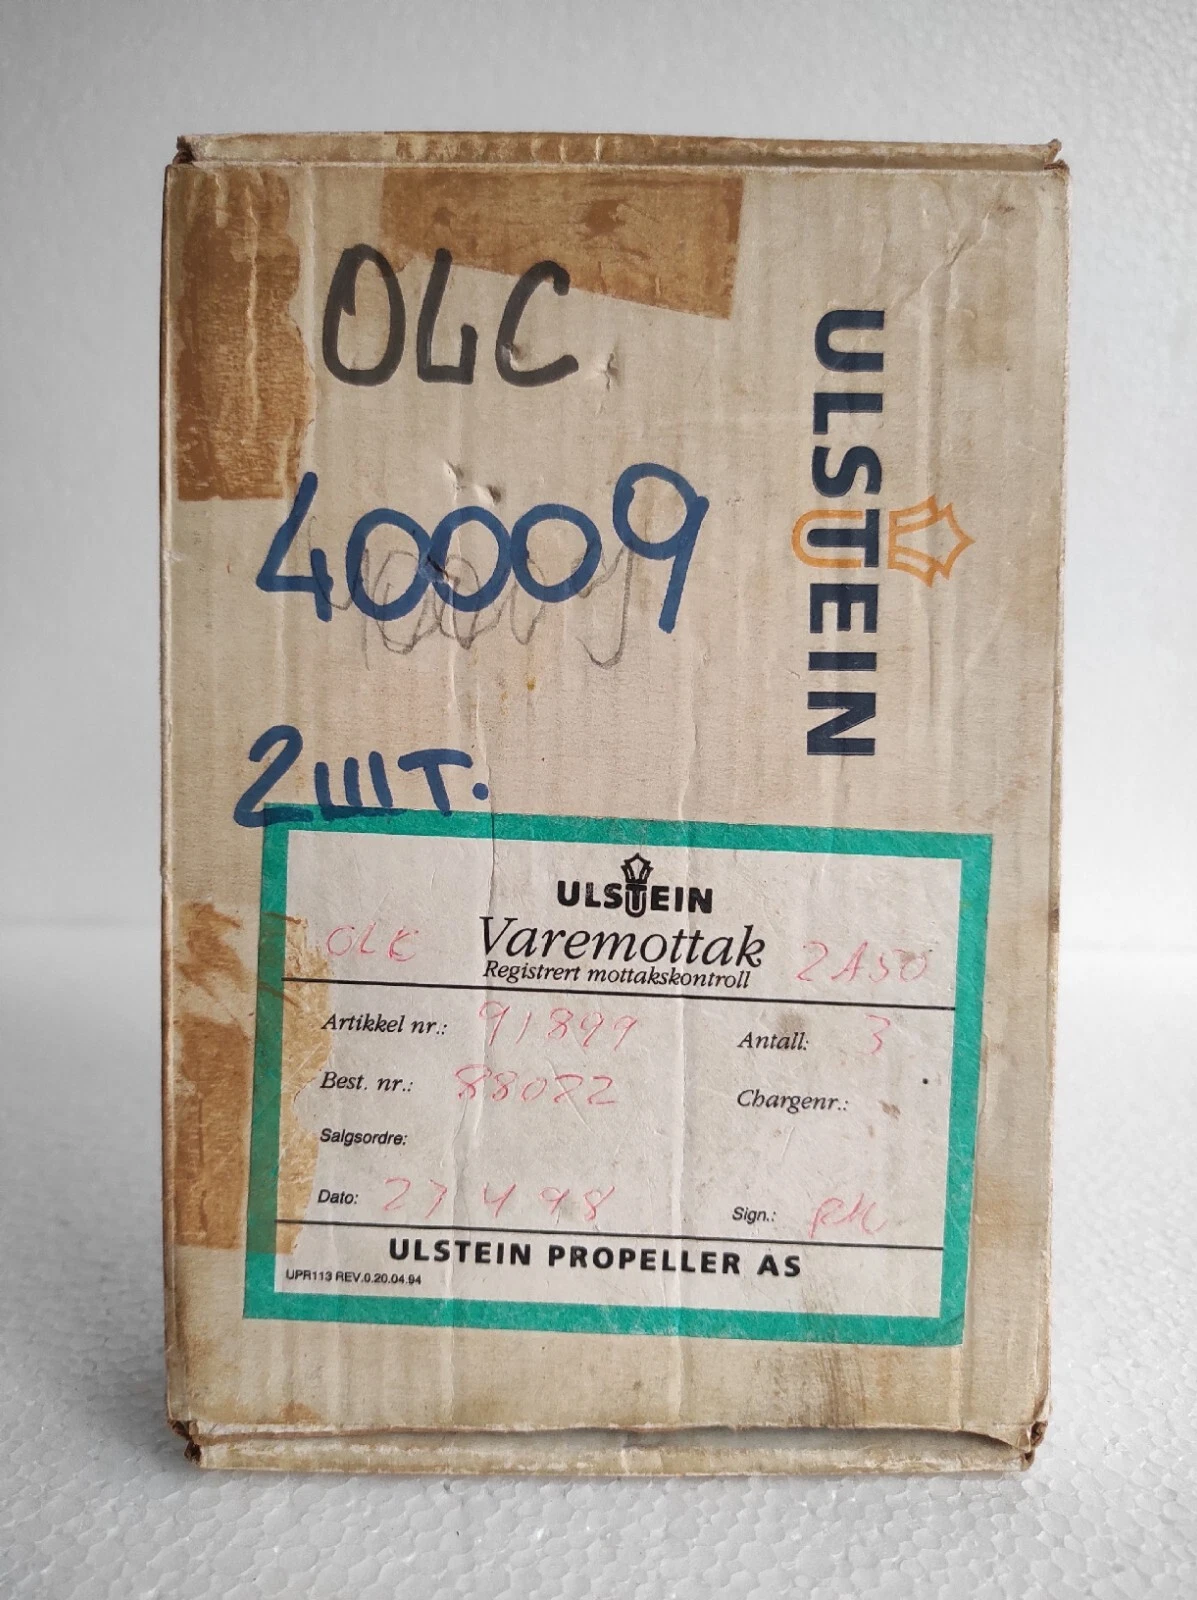 OLC
40009
2 шт.
ULSTEIN
ULSTEIN
OLC Varemottak 2A50
Registrert mottakskontroll
Artikkel nr.: 91899 Antall: 3
Best. nr.: 88082 Chargenr.:
Salgsordre:
Dato: 27 4 98 Sign.:
ULSTEIN PROPELLER AS
UPR113 REV.0.20.04.94